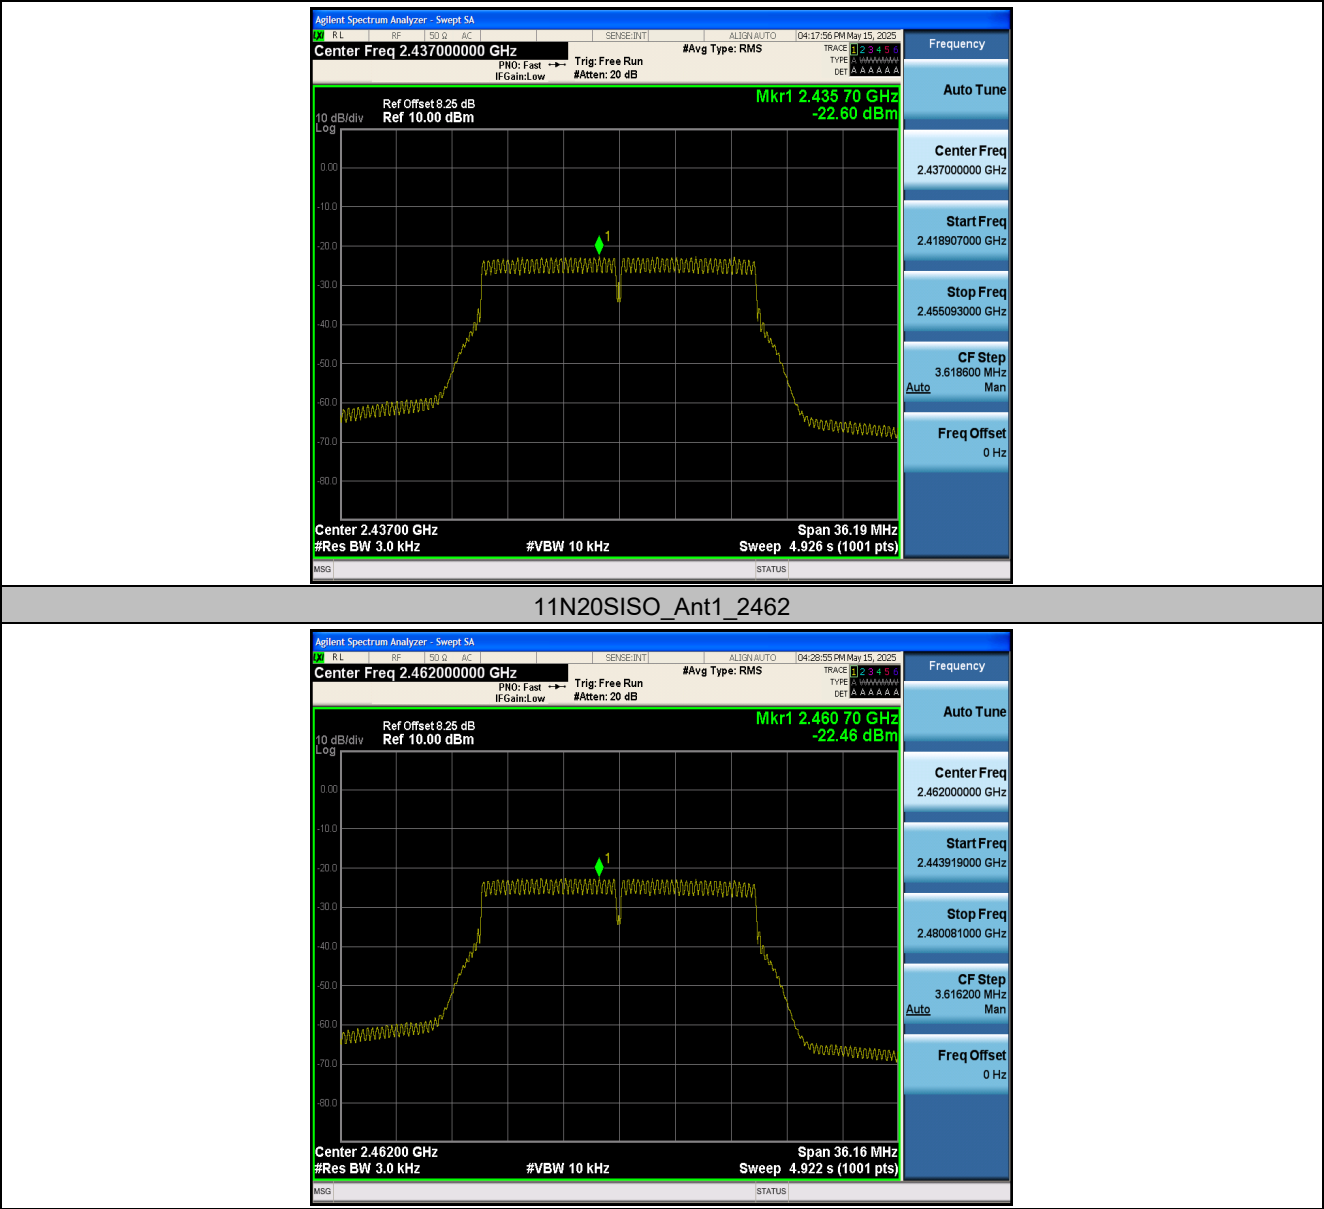 Agilent Spectrum Analyzer - Swept SA
RL RF 50 Ω AC SENSE:INT ALIGN AUTO 04:17:56 PM May 15, 2025
Center Freq 2.437000000 GHz #Avg Type: RMS TRACE 1 2 3 4 5 6
PNO: Fast Trig: Free Run TYPE A
IFGain:Low #Atten: 20 dB DET A A A A A A
Frequency
Auto Tune
Center Freq
2.437000000 GHz
Start Freq
2.418907000 GHz
Stop Freq
2.455093000 GHz
CF Step
3.618600 MHz
Auto Man
Freq Offset
0 Hz
Mkr1 2.435 70 GHz
-22.60 dBm
Ref Offset 8.25 dB
10 dB/div Ref 10.00 dBm
Log
0.00
-10.0
1
-20.0
-30.0
-40.0
-50.0
-60.0
-70.0
-80.0
Center 2.43700 GHz Span 36.19 MHz
#Res BW 3.0 kHz #VBW 10 kHz Sweep 4.926 s (1001 pts)
MSG STATUS
11N20SISO_Ant1_2462
Agilent Spectrum Analyzer - Swept SA
RL RF 50 Ω AC SENSE:INT ALIGN AUTO 04:28:55 PM May 15, 2025
Center Freq 2.462000000 GHz #Avg Type: RMS TRACE 1 2 3 4 5 6
PNO: Fast Trig: Free Run TYPE A
IFGain:Low #Atten: 20 dB DET A A A A A A
Frequency
Auto Tune
Center Freq
2.462000000 GHz
Start Freq
2.443919000 GHz
Stop Freq
2.480081000 GHz
CF Step
3.616200 MHz
Auto Man
Freq Offset
0 Hz
Mkr1 2.460 70 GHz
-22.46 dBm
Ref Offset 8.25 dB
10 dB/div Ref 10.00 dBm
Log
0.00
-10.0
1
-20.0
-30.0
-40.0
-50.0
-60.0
-70.0
-80.0
Center 2.46200 GHz Span 36.16 MHz
#Res BW 3.0 kHz #VBW 10 kHz Sweep 4.922 s (1001 pts)
MSG STATUS